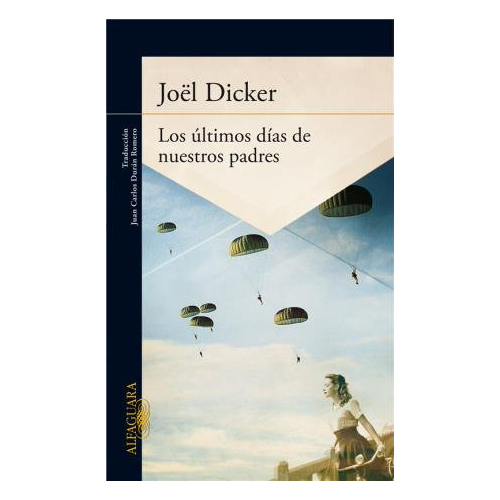 Joël Dicker
Los últimos días de
nuestros padres
Traducción
Juan Carlos Durán Romero
ALFAGUARA